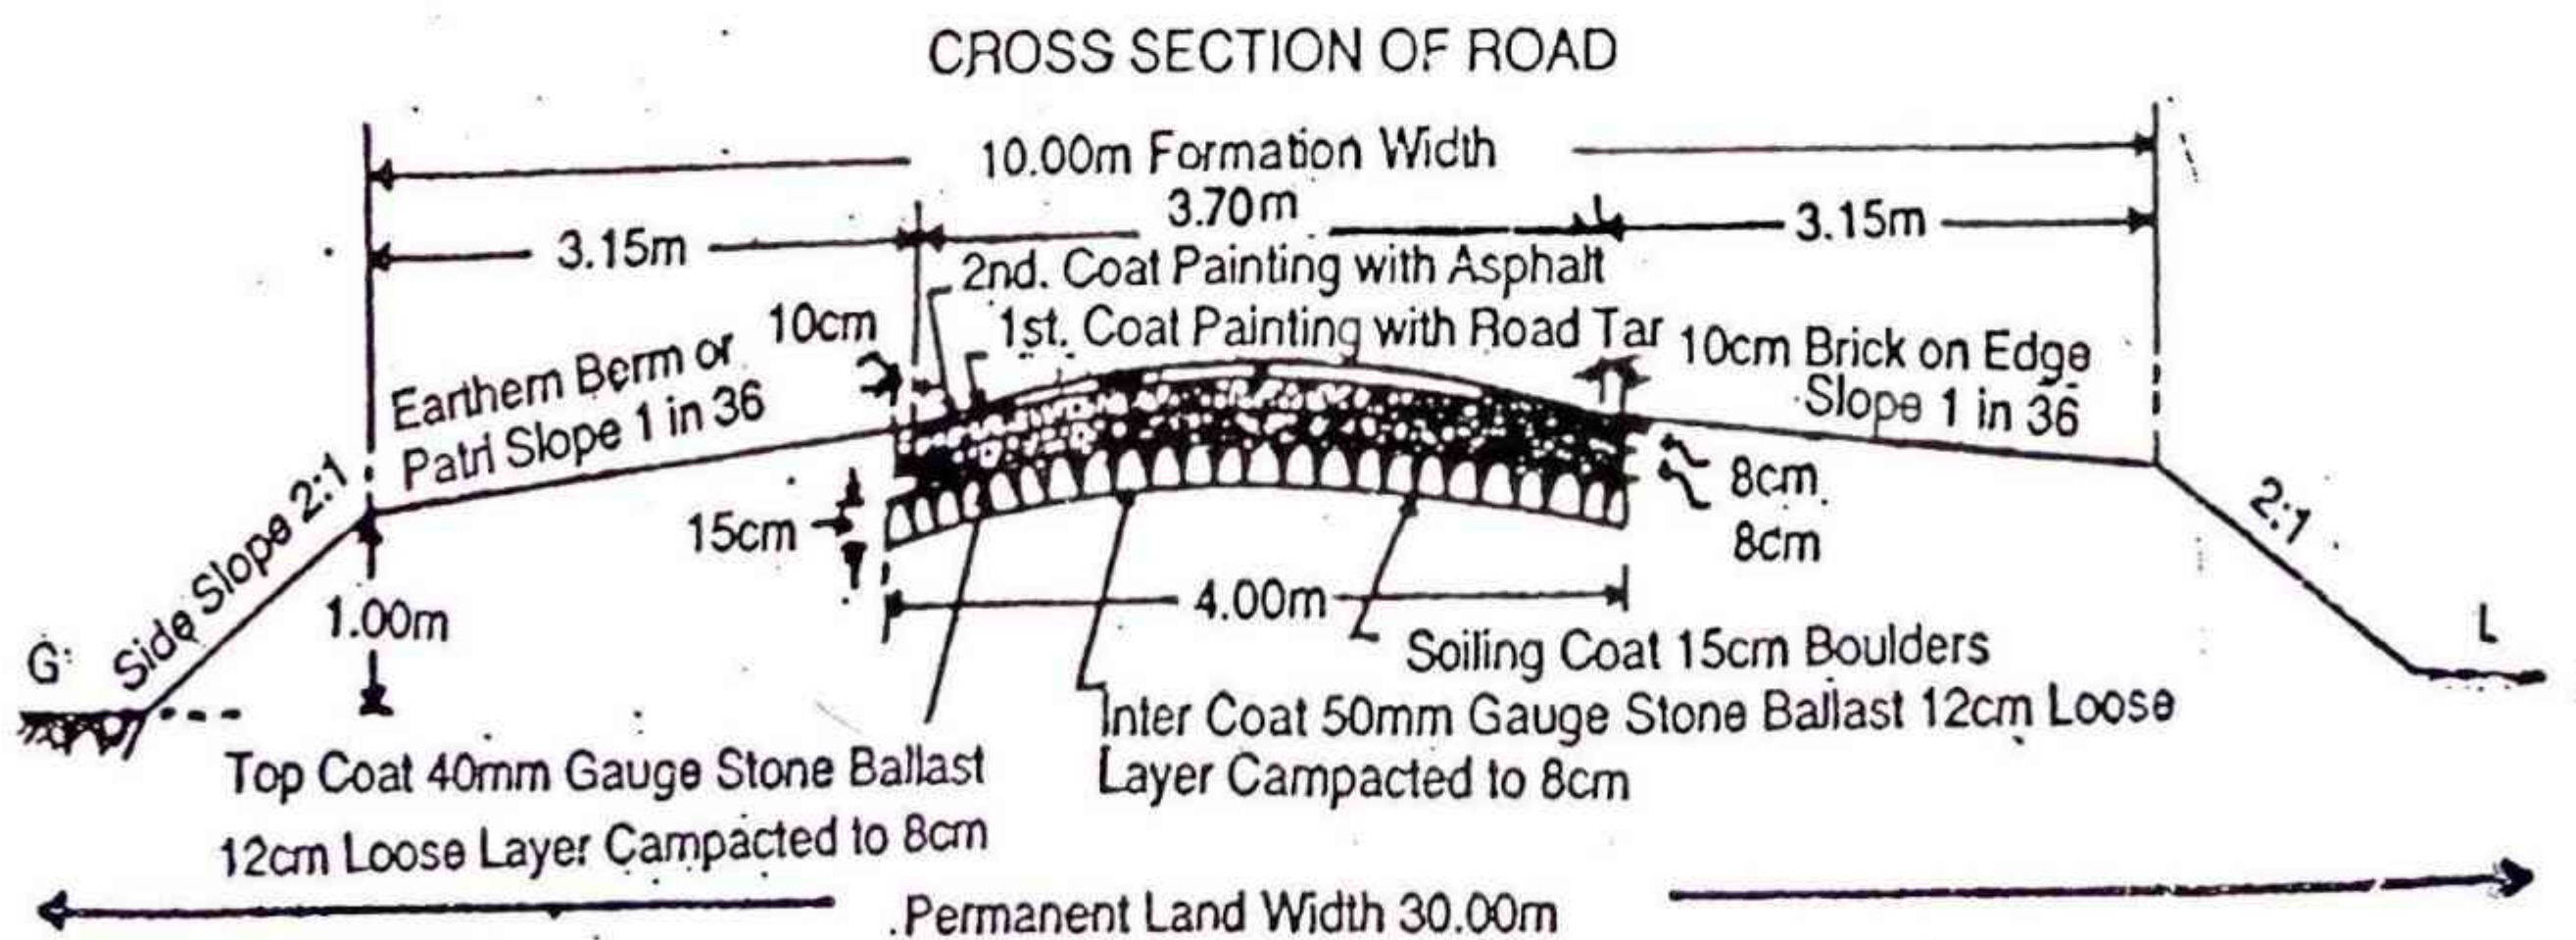 CROSS SECTION OF ROAD
10.00m Formation Width
3.70m
3.15m
3.15m
2nd. Coat Painting with Asphalt
1st. Coat Painting with Road Tar
10cm
10cm Brick on Edge
Slope 1 in 36
Earthern Berm or
Patri Slope 1 in 36
Side Slope 2:1
2:1
8cm.
8cm
15cm
4.00m
1.00m
G
L
Soiling Coat 15cm Boulders
Inter Coat 50mm Gauge Stone Ballast 12cm Loose
Layer Campacted to 8cm
Top Coat 40mm Gauge Stone Ballast
12cm Loose Layer Campacted to 8cm
Permanent Land Width 30.00m